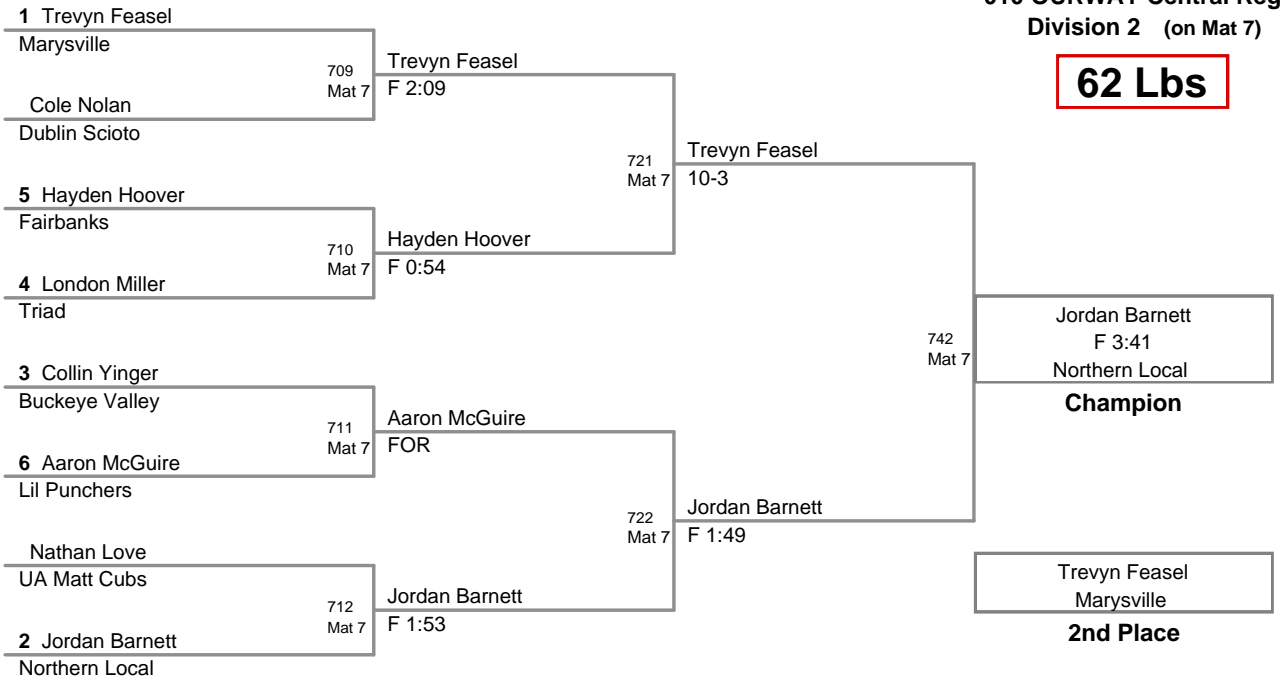 Division 2 (on Mat 7)
62 Lbs
1 Trevyn Feasel
Marysville
709
Mat 7
Cole Nolan
Dublin Scioto
Trevyn Feasel
F 2:09
5 Hayden Hoover
Fairbanks
710
Mat 7
4 London Miller
Triad
Hayden Hoover
F 0:54
721
Mat 7
Trevyn Feasel
10-3
3 Collin Yinger
Buckeye Valley
711
Mat 7
6 Aaron McGuire
Lil Punchers
Aaron McGuire
FOR
Nathan Love
UA Matt Cubs
712
Mat 7
2 Jordan Barnett
Northern Local
Jordan Barnett
F 1:53
722
Mat 7
Jordan Barnett
F 1:49
742
Mat 7
Jordan Barnett
F 3:41
Northern Local
Champion
Trevyn Feasel
Marysville
2nd Place